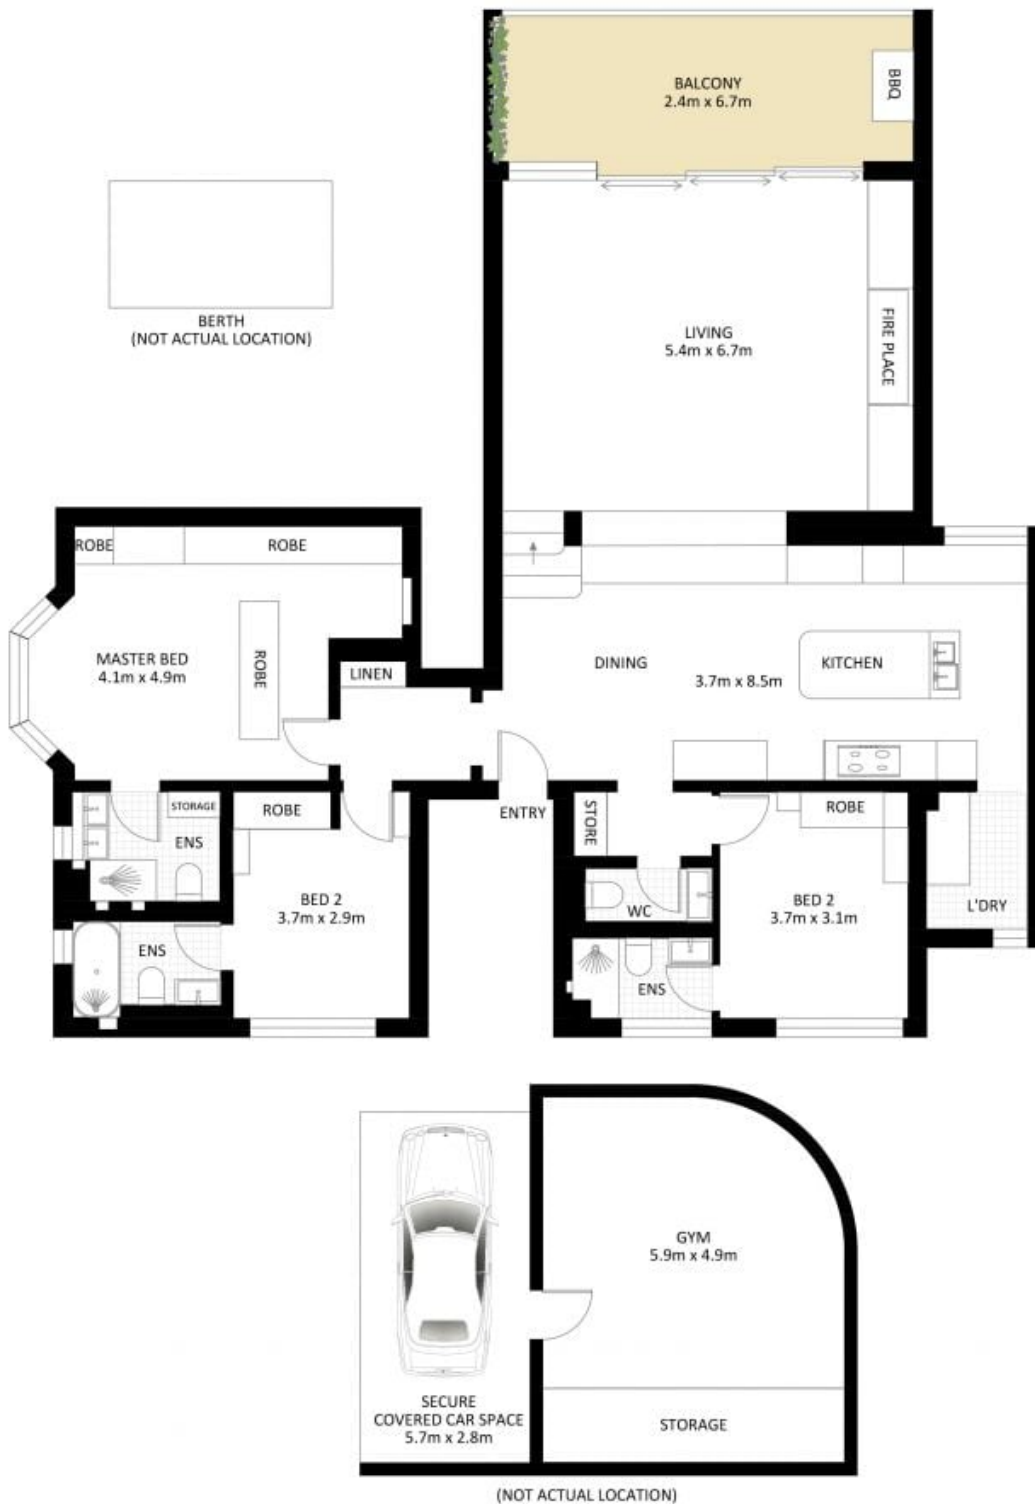 BALCONY
2.4m x 6.7m
BBQ
BERTH
(NOT ACTUAL LOCATION)
LIVING
5.4m x 6.7m
FIRE PLACE
ROBE
ROBE
MASTER BED
4.1m x 4.9m
ROBE
LINEN
DINING
KITCHEN
3.7m x 8.5m
STORAGE
ENS
ROBE
ENTRY
STORE
ROBE
BED 2
3.7m x 2.9m
WC
BED 2
3.7m x 3.1m
L'DRY
ENS
ENS
GYM
5.9m x 4.9m
SECURE
COVERED CAR SPACE
5.7m x 2.8m
STORAGE
(NOT ACTUAL LOCATION)